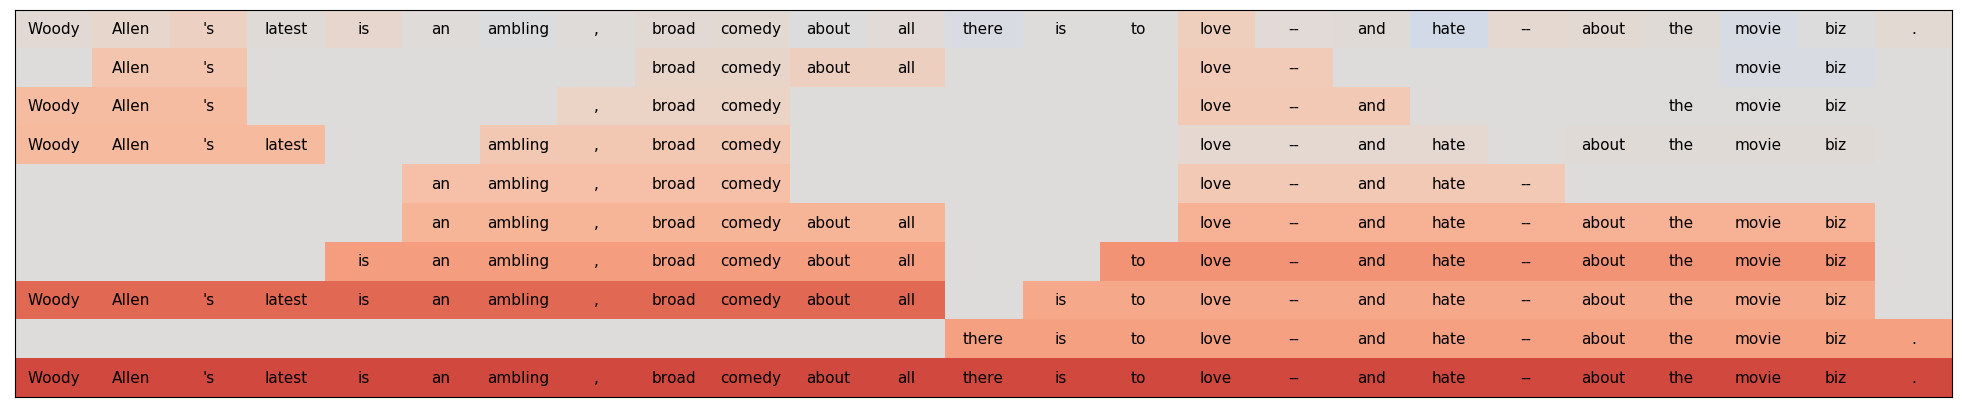 Woody Allen 's latest is an ambling , broad comedy about all there is to love -- and hate -- about the movie biz .
Allen 's broad comedy about all love -- movie biz
Woody Allen 's , broad comedy love -- and the movie biz
Woody Allen 's latest ambling , broad comedy love -- and hate about the movie biz
an ambling , broad comedy love -- and hate --
an ambling , broad comedy about all love -- and hate -- about the movie biz
is an ambling , broad comedy about all to love -- and hate -- about the movie biz
Woody Allen 's latest is an ambling , broad comedy about all is to love -- and hate -- about the movie biz
there is to love -- and hate -- about the movie biz .
Woody Allen 's latest is an ambling , broad comedy about all there is to love -- and hate -- about the movie biz .